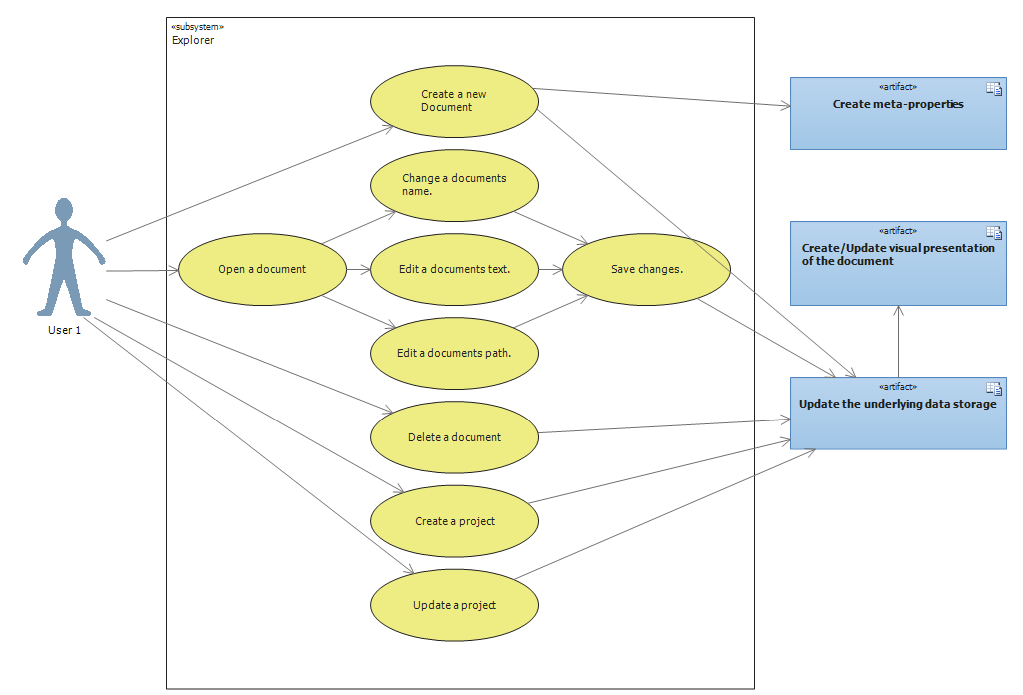 «subsystem»
Explorer
Create a new
Document
«artifact»
Create meta-properties
Change a documents
name.
«artifact»
Create/Update visual presentation
of the document
Open a document
Edit a documents text.
Save changes.
User 1
Edit a documents path.
«artifact»
Update the underlying data storage
Delete a document
Create a project
Update a project